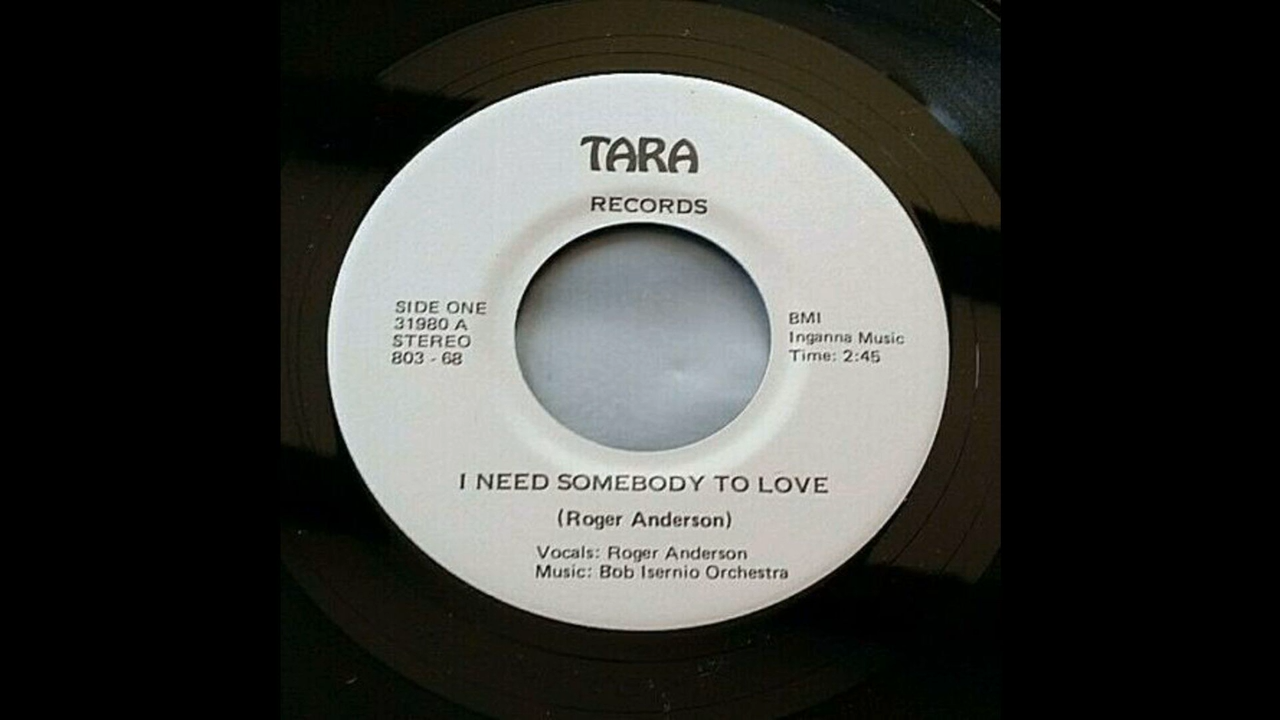 TARA
RECORDS
SIDE ONE
31980 A
STEREO
803 - 68
BMI
Inganna Music
Time: 2:45
I NEED SOMEBODY TO LOVE
(Roger Anderson)
Vocals: Roger Anderson
Music: Bob Isernio Orchestra